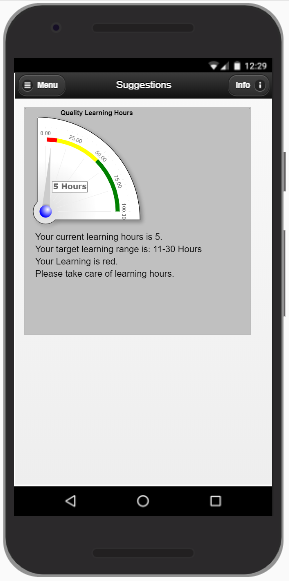 12:29
Menu
Suggestions
Info
Quality Learning Hours
0.00
25.00
50.00
75.00
100.00
5 Hours
Your current learning hours is 5.
Your target learning range is: 11-30 Hours
Your Learning is red.
Please take care of learning hours.